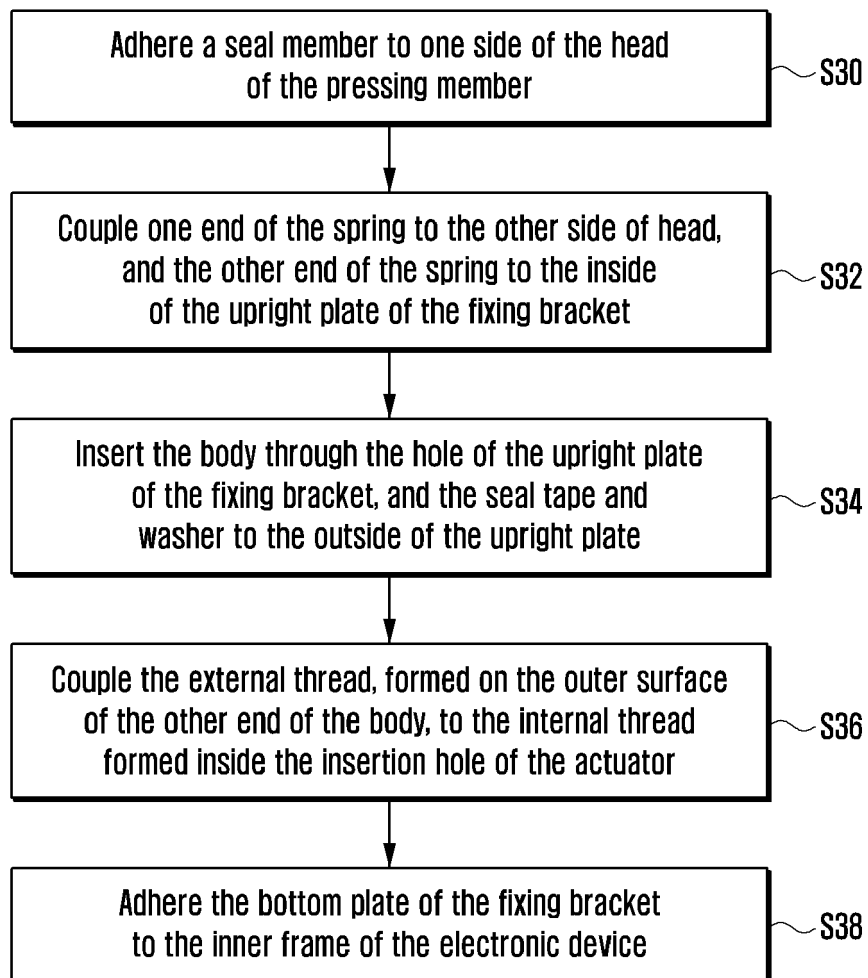 Adhere a seal member to one side of the head
of the pressing member
S30
Couple one end of the spring to the other side of head,
and the other end of the spring to the inside
of the upright plate of the fixing bracket
S32
Insert the body through the hole of the upright plate
of the fixing bracket, and the seal tape and
washer to the outside of the upright plate
S34
Couple the external thread, formed on the outer surface
of the other end of the body, to the internal thread
formed inside the insertion hole of the actuator
S36
Adhere the bottom plate of the fixing bracket
to the inner frame of the electronic device
S38